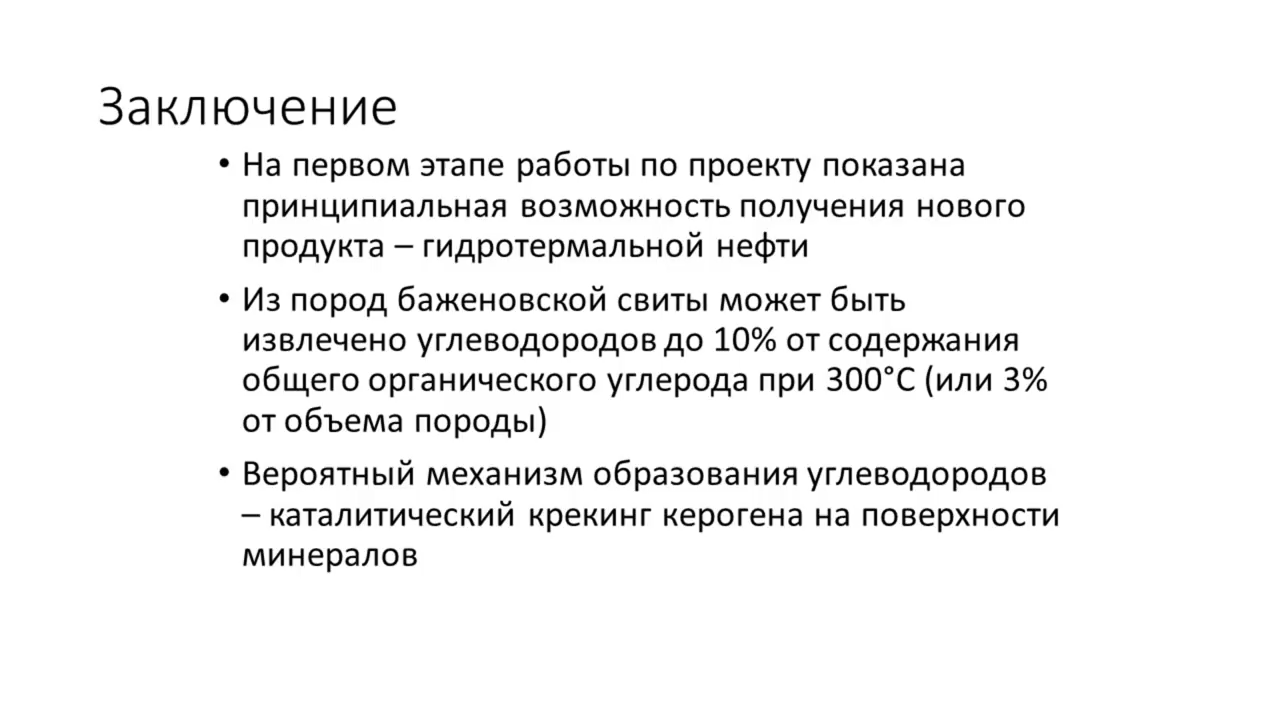 Заключение
• На первом этапе работы по проекту показана
принципиальная возможность получения нового
продукта – гидротермальной нефти
• Из пород баженовской свиты может быть
извлечено углеводородов до 10% от содержания
общего органического углерода при 300°C (или 3%
от объема породы)
• Вероятный механизм образования углеводородов
– каталитический крекинг керогена на поверхности
минералов